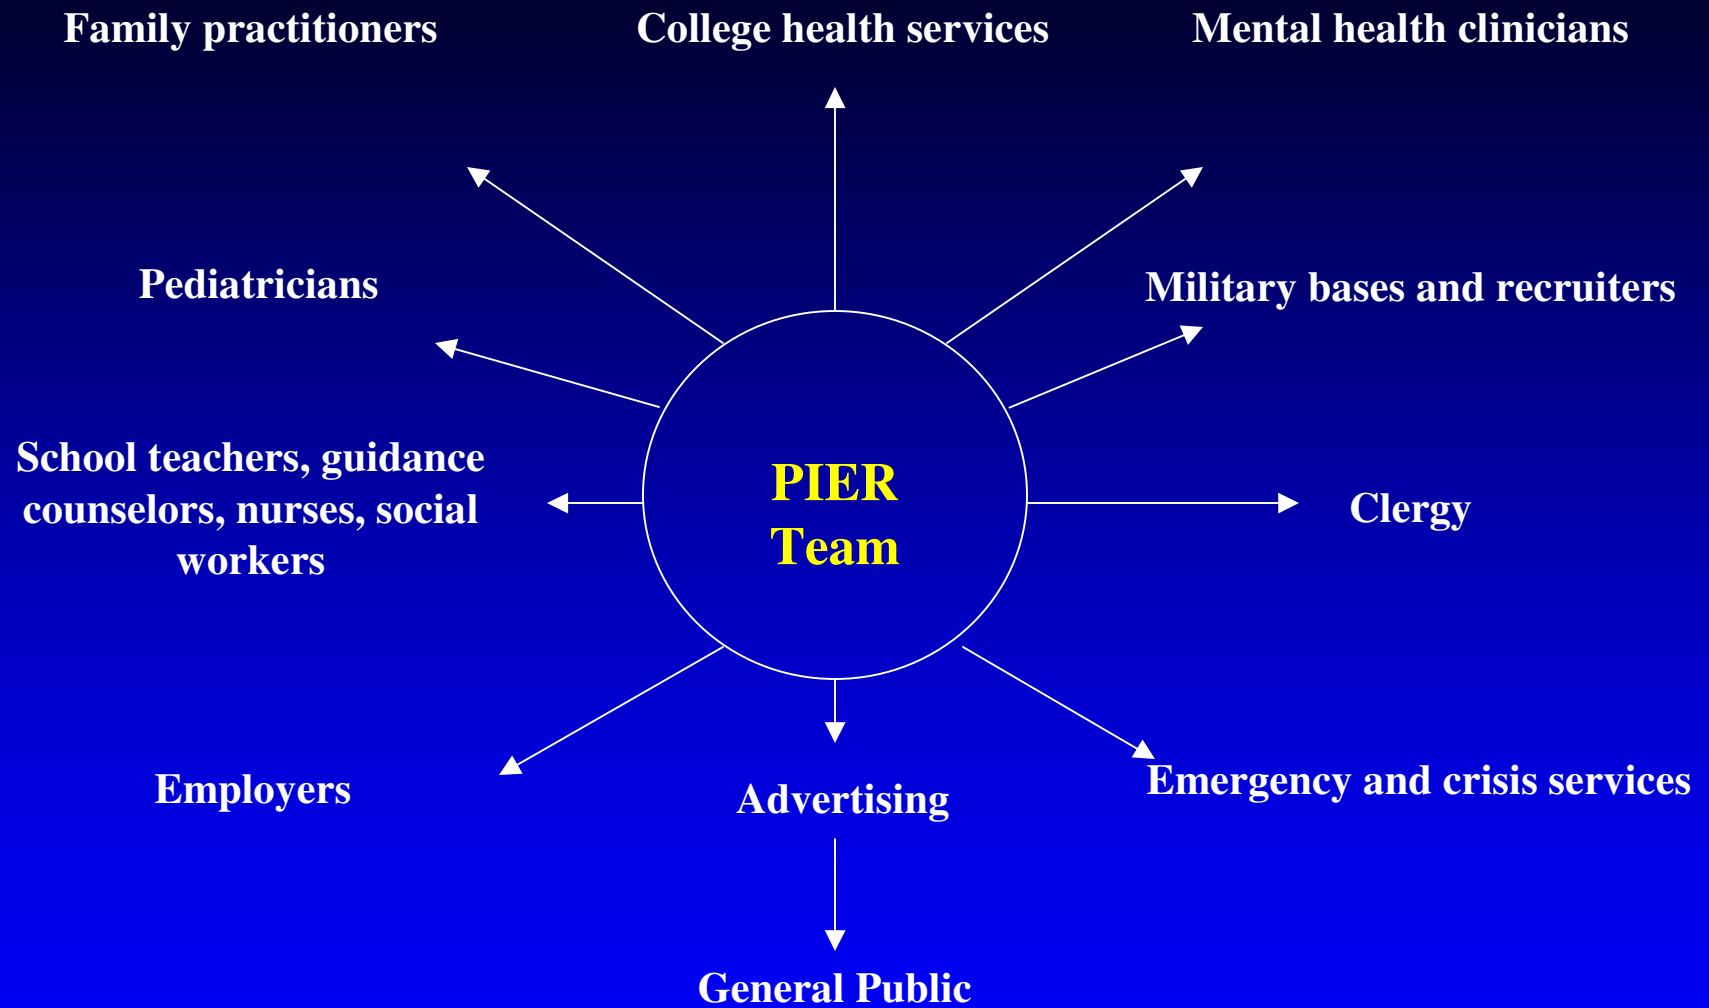 Family practitioners
College health services
Mental health clinicians
Pediatricians
Military bases and recruiters
School teachers, guidance
counselors, nurses, social
workers
PIER
Team
Clergy
Employers
Advertising
Emergency and crisis services
General Public